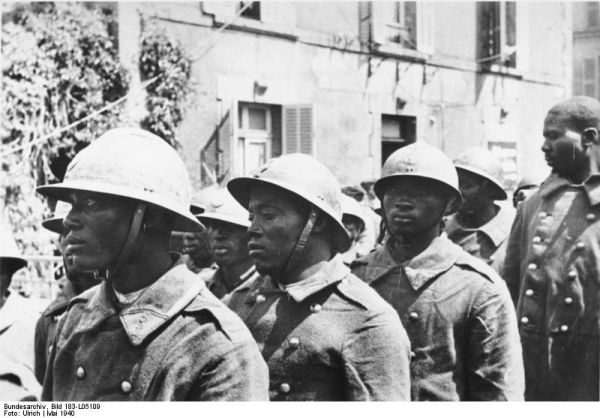 Bundesarchiv, Bild 183-L05109
Foto: Ulrich | Mai 1940